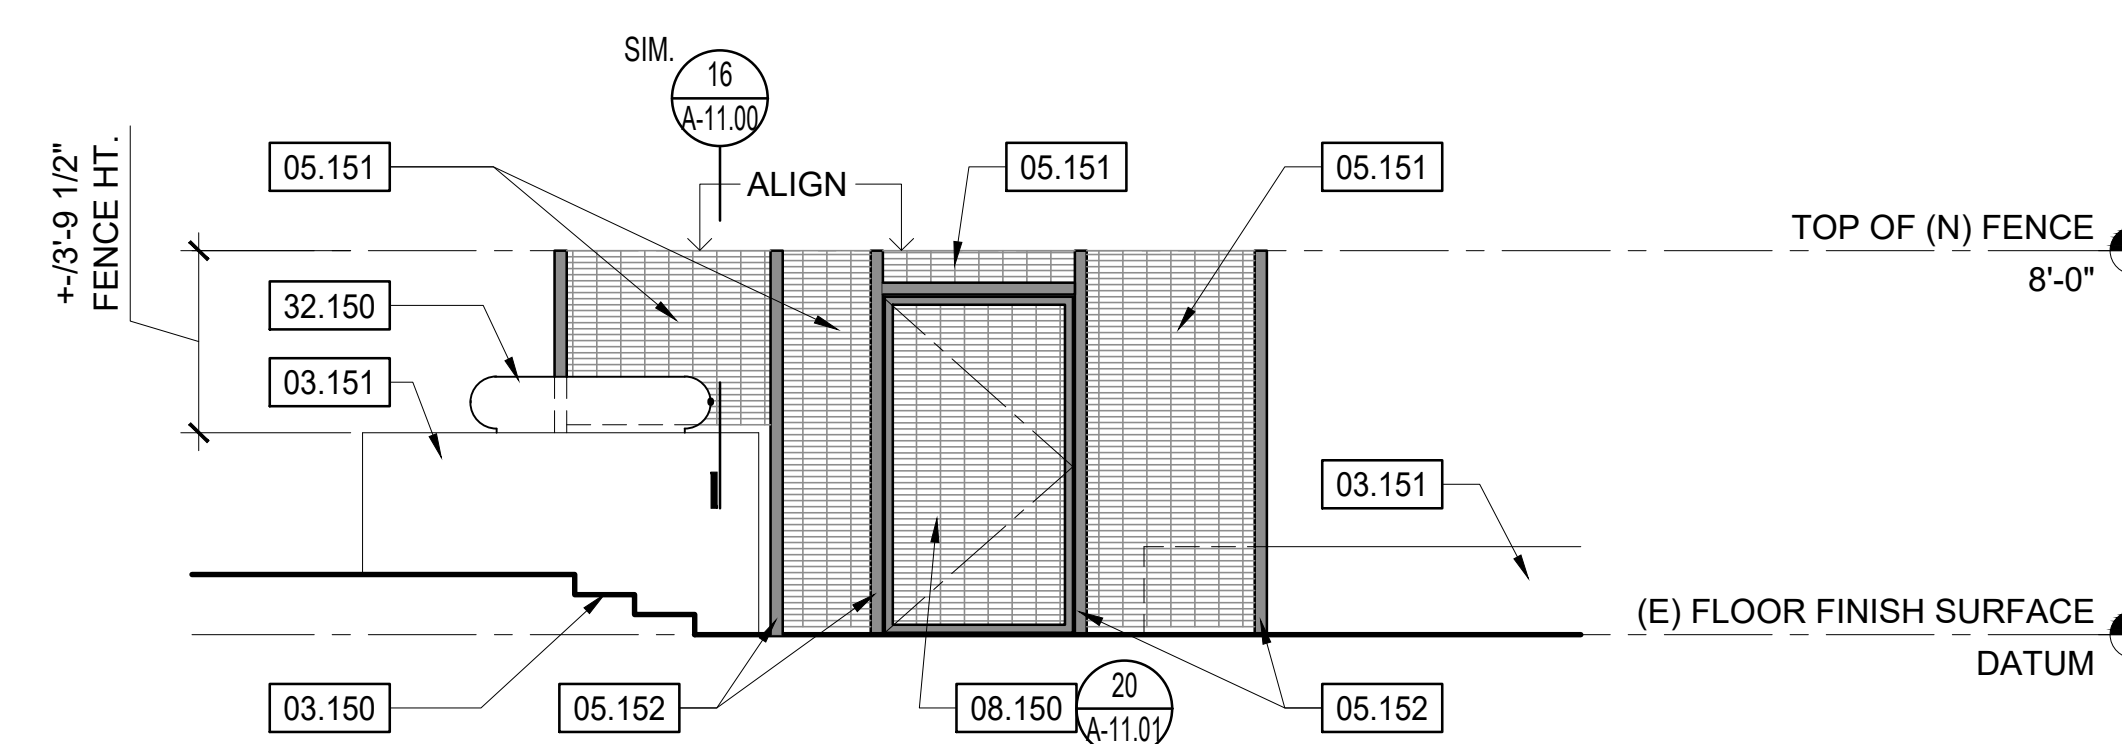 SIM.
16
A-11.00
+-/3'-9 1/2"
FENCE HT.
05.151
ALIGN
05.151
05.151
TOP OF (N) FENCE
8'-0"
32.150
03.151
03.151
(E) FLOOR FINISH SURFACE
DATUM
03.150
05.152
08.150
20
A-11.01
05.152